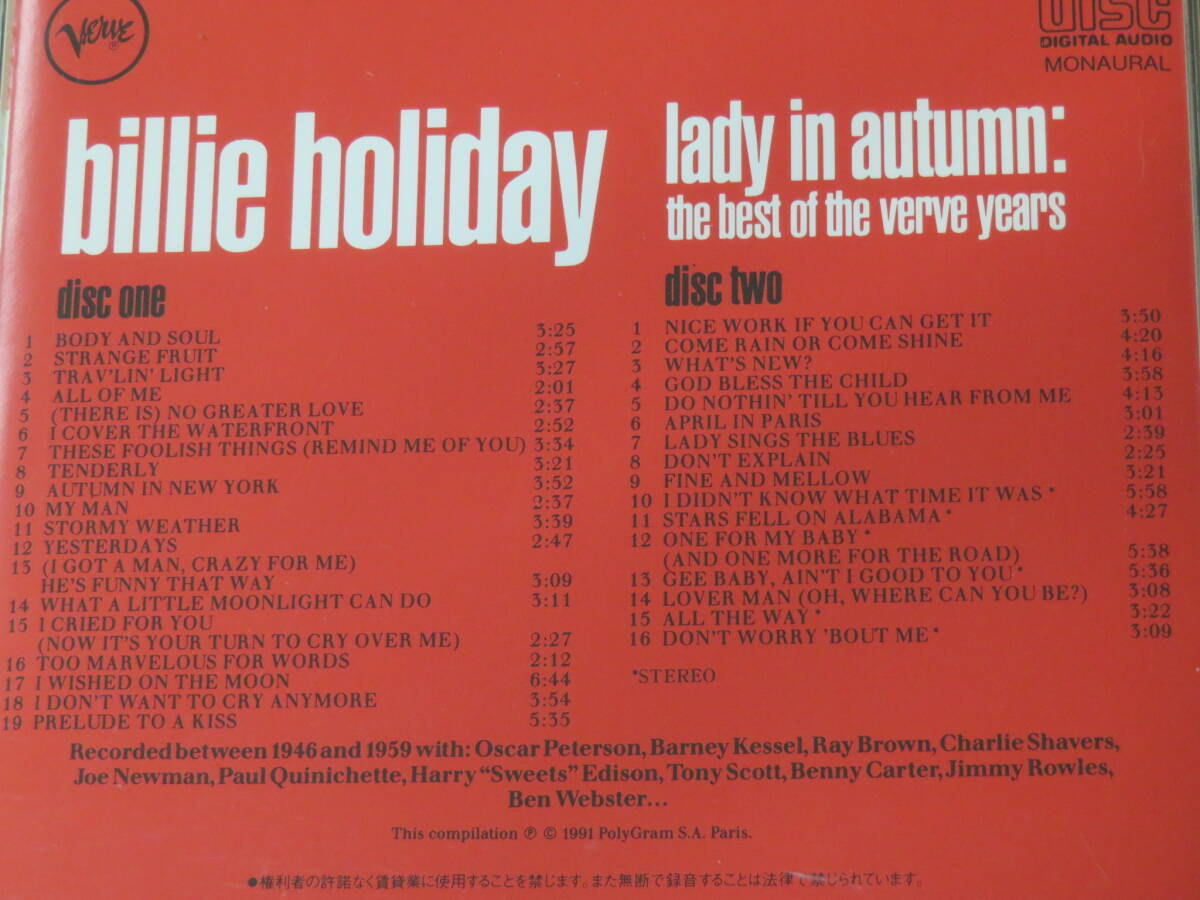 Verve®
DISC
DIGITAL AUDIO
MONAURAL
billie holiday
lady in autumn:
the best of the verve years
disc one
1 BODY AND SOUL 3:25
2 STRANGE FRUIT 2:57
3 TRAV'LIN' LIGHT 3:27
4 ALL OF ME 2:01
5 (THERE IS) NO GREATER LOVE 2:37
6 I COVER THE WATERFRONT 2:52
7 THESE FOOLISH THINGS (REMIND ME OF YOU) 3:34
8 TENDERLY 3:21
9 AUTUMN IN NEW YORK 3:52
10 MY MAN 2:37
11 STORMY WEATHER 3:39
12 YESTERDAYS 2:47
13 (I GOT A MAN, CRAZY FOR ME)
HE'S FUNNY THAT WAY 3:09
14 WHAT A LITTLE MOONLIGHT CAN DO 3:11
15 I CRIED FOR YOU
(NOW IT'S YOUR TURN TO CRY OVER ME) 2:27
16 TOO MARVELOUS FOR WORDS 2:12
17 I WISHED ON THE MOON 6:44
18 I DON'T WANT TO CRY ANYMORE 3:54
19 PRELUDE TO A KISS 5:35
disc two
1 NICE WORK IF YOU CAN GET IT 3:50
2 COME RAIN OR COME SHINE 4:20
3 WHAT'S NEW? 4:16
4 GOD BLESS THE CHILD 3:58
5 DO NOTHIN' TILL YOU HEAR FROM ME 4:13
6 APRIL IN PARIS 3:01
7 LADY SINGS THE BLUES 2:39
8 DON'T EXPLAIN 2:25
9 FINE AND MELLOW 3:21
10 I DIDN'T KNOW WHAT TIME IT WAS * 5:58
11 STARS FELL ON ALABAMA * 4:27
12 ONE FOR MY BABY *
(AND ONE MORE FOR THE ROAD) 5:38
13 GEE BABY, AIN'T I GOOD TO YOU * 5:36
14 LOVER MAN (OH, WHERE CAN YOU BE?) 3:08
15 ALL THE WAY * 3:22
16 DON'T WORRY 'BOUT ME * 3:09
*STEREO
Recorded between 1946 and 1959 with: Oscar Peterson, Barney Kessel, Ray Brown, Charlie Shavers,
Joe Newman, Paul Quinichette, Harry “Sweets” Edison, Tony Scott, Benny Carter, Jimmy Rowles,
Ben Webster...
This compilation ℗ © 1991 PolyGram S.A. Paris.
●権利者の許諾なく賃貸業に使用することを禁じます。また無断で録音することは法律で禁じられています。